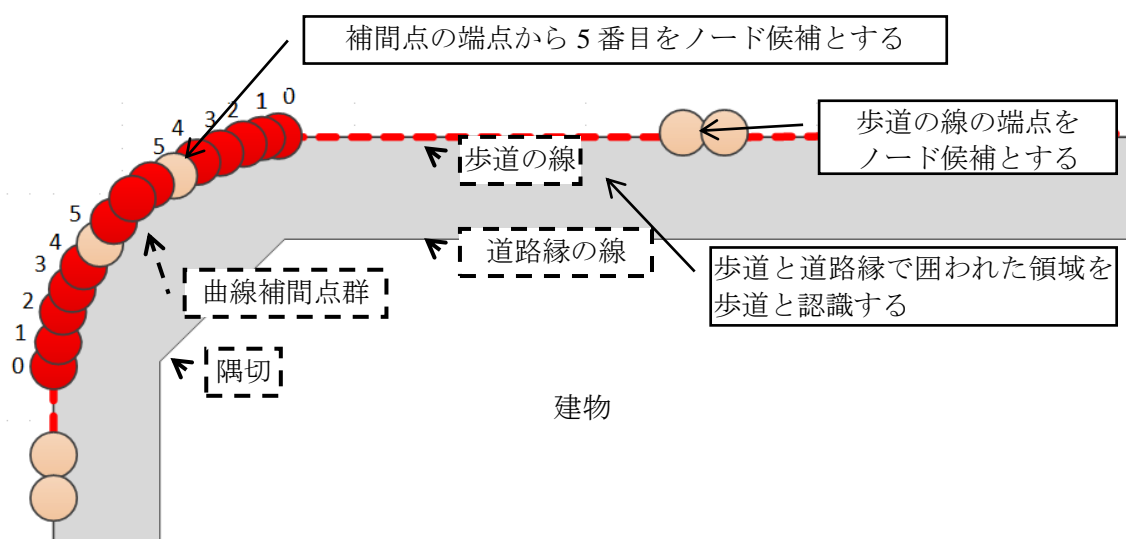 補間点の端点から 5 番目をノード候補とする
0
1
2
3
4
5
歩道の線の端点を
ノード候補とする
歩道の線
5
4
3
2
1
0
道路縁の線
曲線補間点群
歩道と道路縁で囲われた領域を
歩道と認識する
隅切
建物